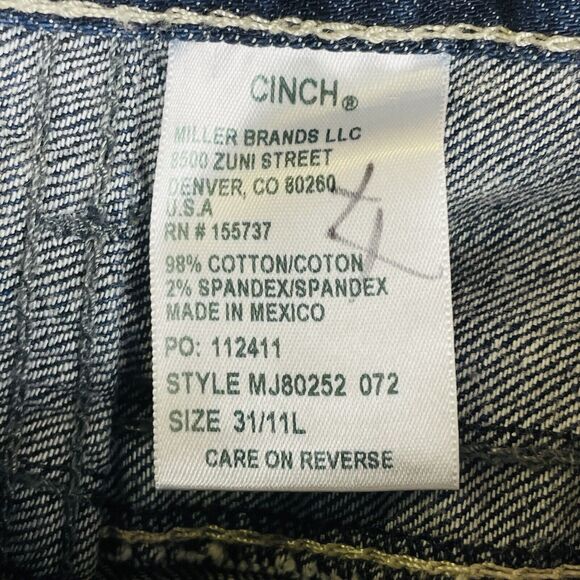 CINCH®
MILLER BRANDS LLC
8500 ZUNI STREET
DENVER, CO 80260
U.S.A
RN # 155737
98% COTTON/COTON
2% SPANDEX/SPANDEX
MADE IN MEXICO
PO: 112411
STYLE MJ80252 072
SIZE 31/11L
CARE ON REVERSE